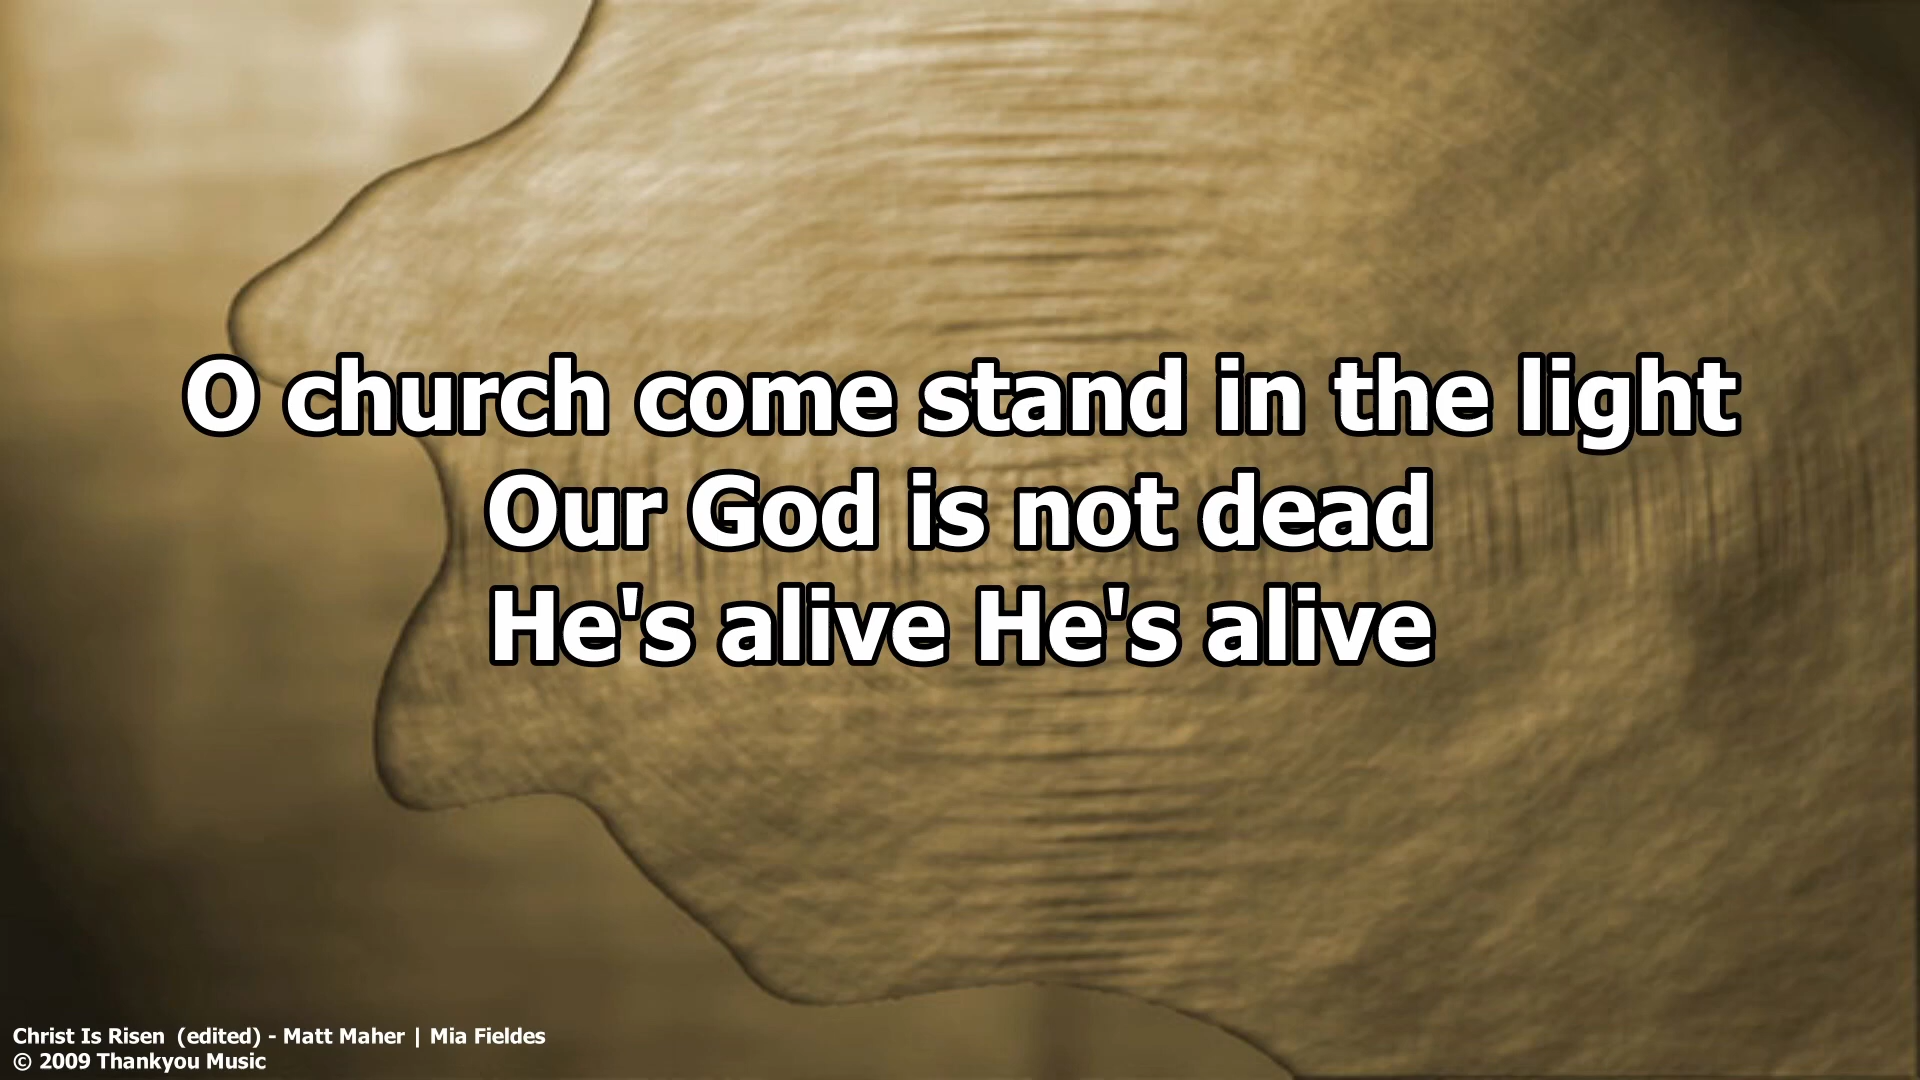 O church come stand in the light
Our God is not dead
He's alive He's alive
Christ Is Risen  (edited) - Matt Maher | Mia Fieldes
© 2009 Thankyou Music